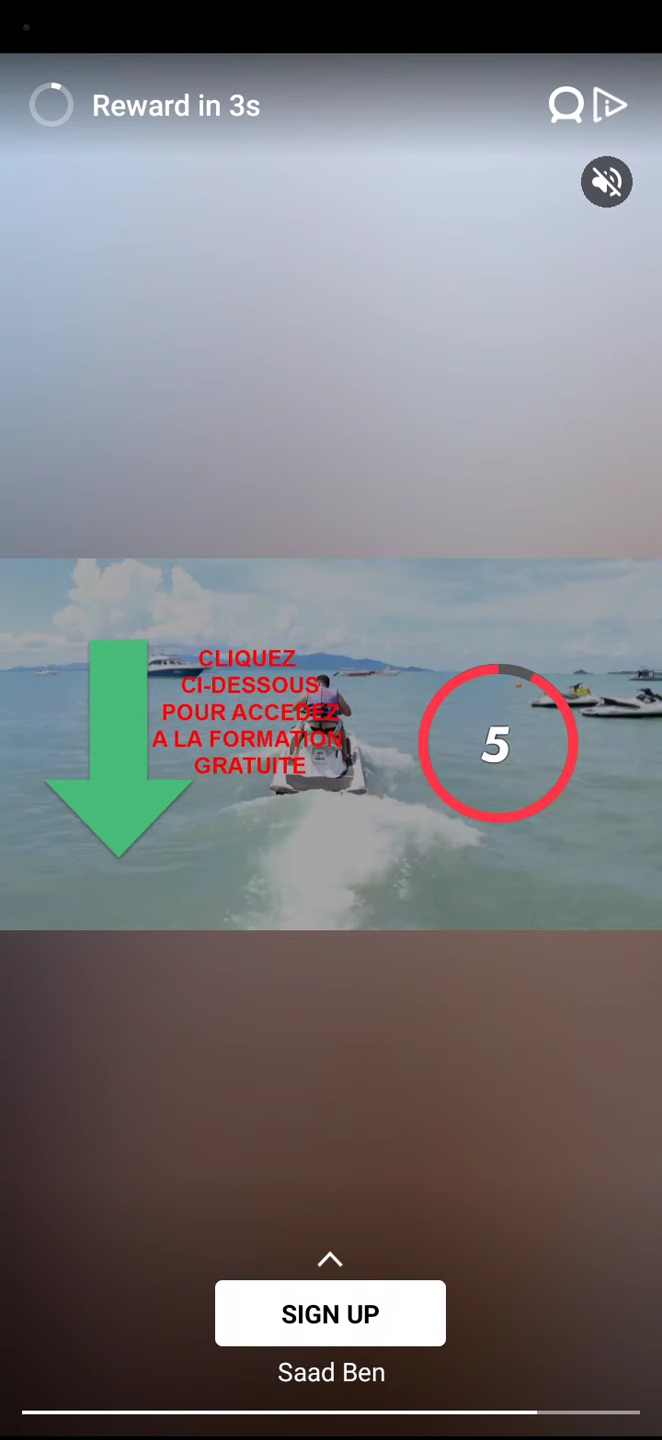 Reward in 3s
CLIQUEZ
CI-DESSOUS
POUR ACCEDEZ
A LA FORMATION
GRATUITE
5
SIGN UP
Saad Ben